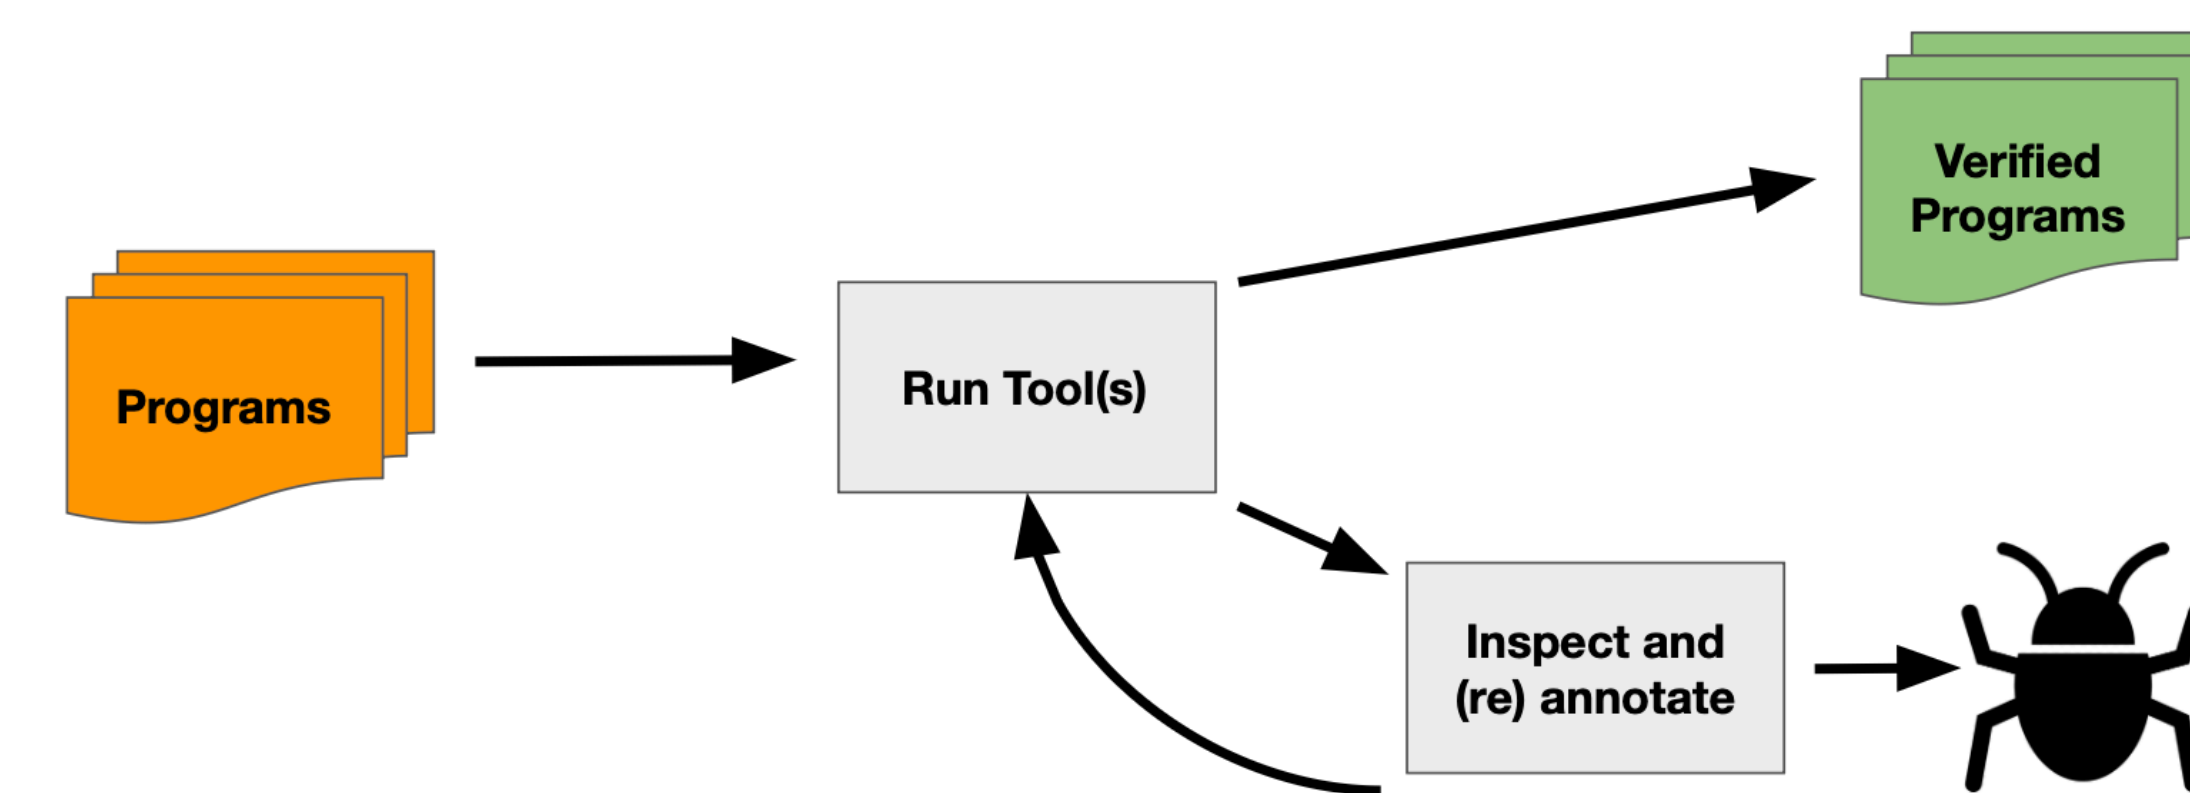 Programs
Run Tool(s)
Verified
Programs
Inspect and
(re) annotate